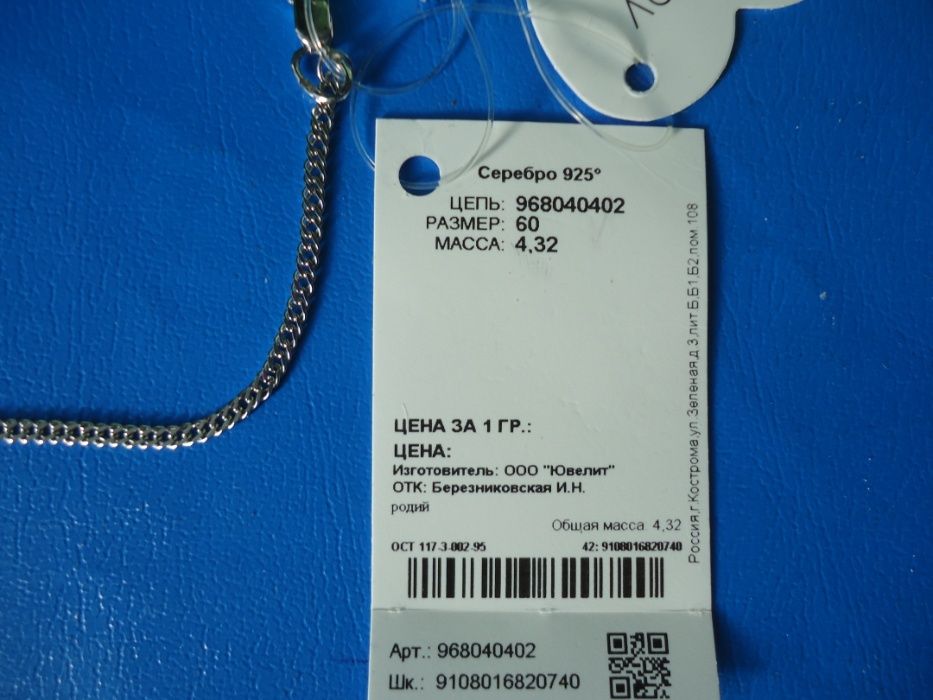 Серебро 925°
ЦЕПЬ: 968040402
РАЗМЕР: 60
МАССА: 4,32
ЦЕНА ЗА 1 ГР.:
ЦЕНА:
Изготовитель: ООО "Ювелит"
ОТК: Березниковская И.Н.
родий
Общая масса. 4,32
ОСТ 117-3-002-95 42: 9108016820740
Арт.: 968040402
Шк.: 9108016820740
Россия,г.Кострома,ул. Зеленая,д 3,лит Б,Б1,Б2,пом 108